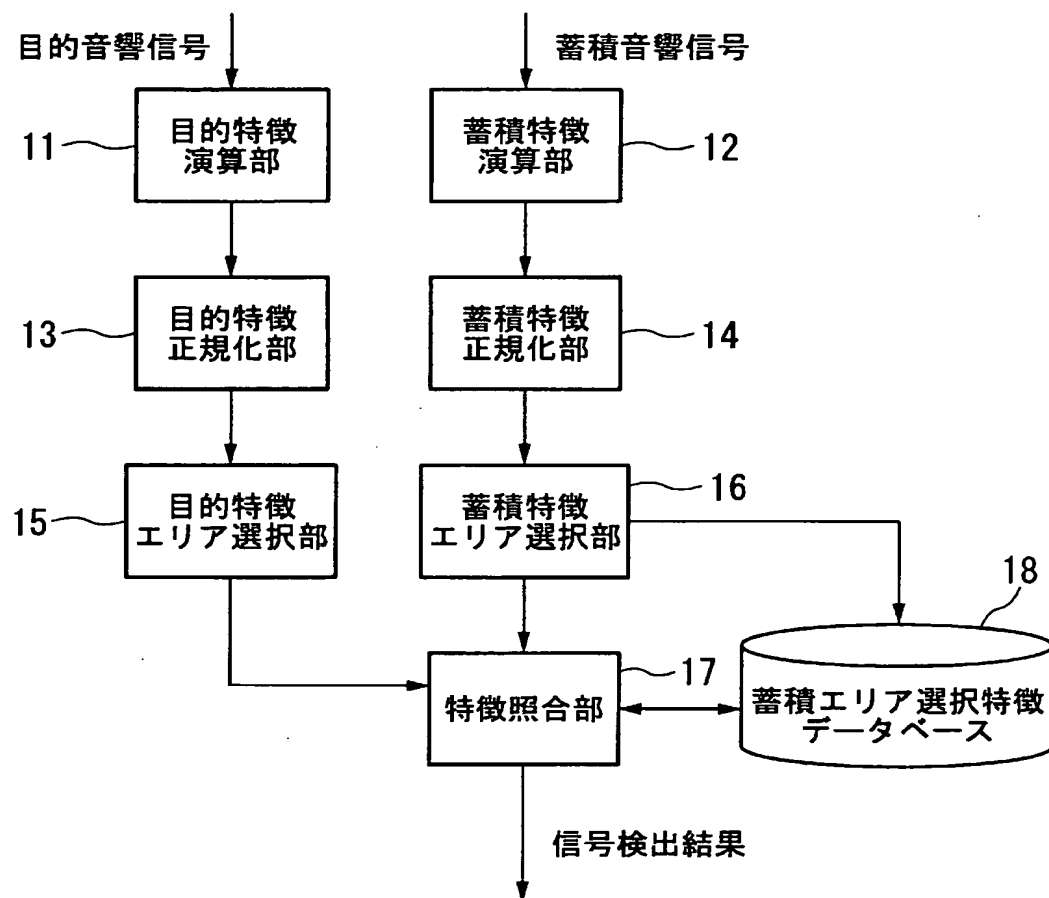 目的音響信号
蓄積音響信号
11
目的特徴
演算部
蓄積特徴
演算部
12
13
目的特徴
正規化部
蓄積特徴
正規化部
14
15
目的特徴
エリア選択部
蓄積特徴
エリア選択部
16
18
特徴照合部
17
蓄積エリア選択特徴
データベース
信号検出結果